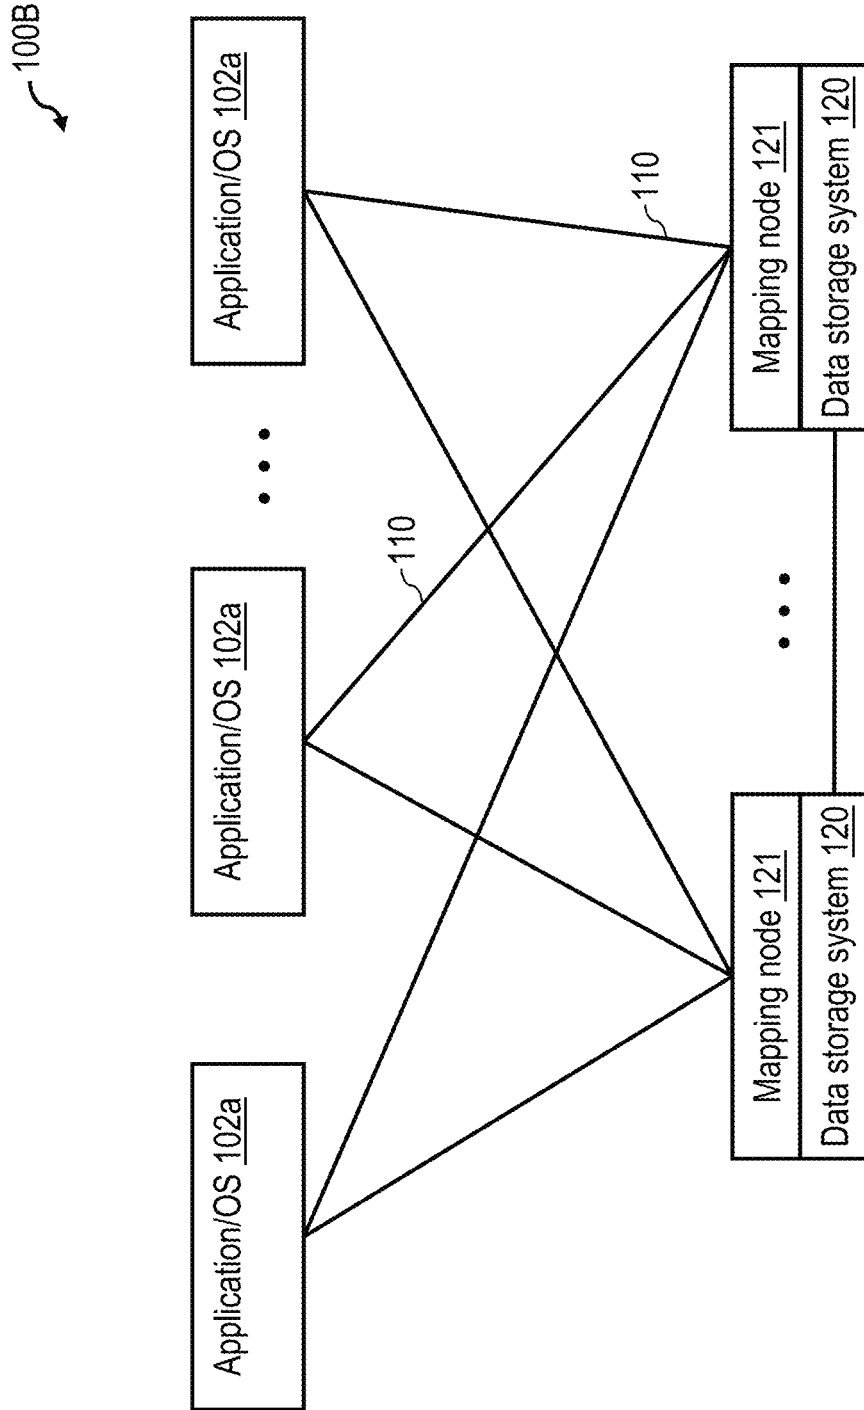 100B
Application/OS 102a
Application/OS 102a
Application/OS 102a
110
110
Mapping node 121
Data storage system 120
Mapping node 121
Data storage system 120